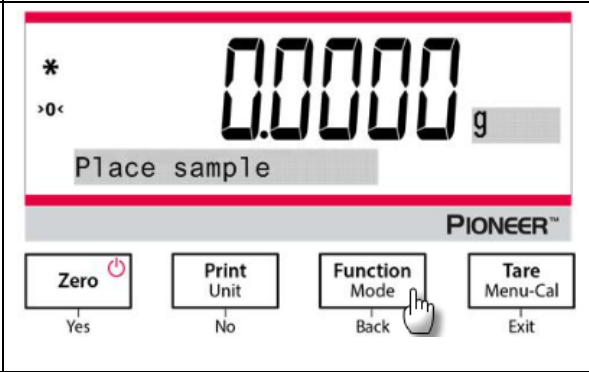 * 0.0000 g
>0<
Place sample
PIONEER™
Zero Print Function Tare
Unit Mode Menu-Cal
Yes No Back Exit